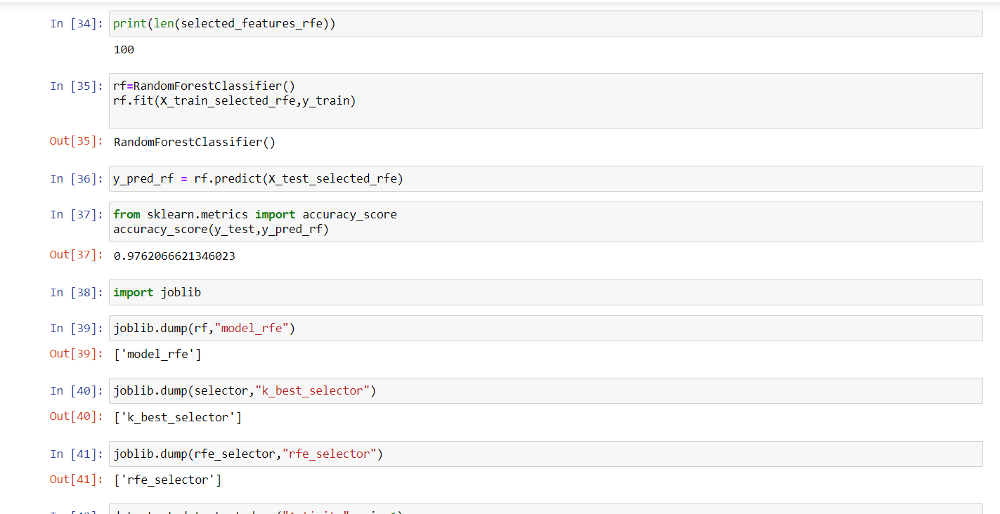 In [34]: print(len(selected_features_rfe))
100
In [35]: rf=RandomForestClassifier()
rf.fit(X_train_selected_rfe,y_train)
Out[35]: RandomForestClassifier()
In [36]: y_pred_rf = rf.predict(X_test_selected_rfe)
In [37]: from sklearn.metrics import accuracy_score
accuracy_score(y_test,y_pred_rf)
Out[37]: 0.9762066621346023
In [38]: import joblib
In [39]: joblib.dump(rf,"model_rfe")
Out[39]: ['model_rfe']
In [40]: joblib.dump(selector,"k_best_selector")
Out[40]: ['k_best_selector']
In [41]: joblib.dump(rfe_selector,"rfe_selector")
Out[41]: ['rfe_selector']